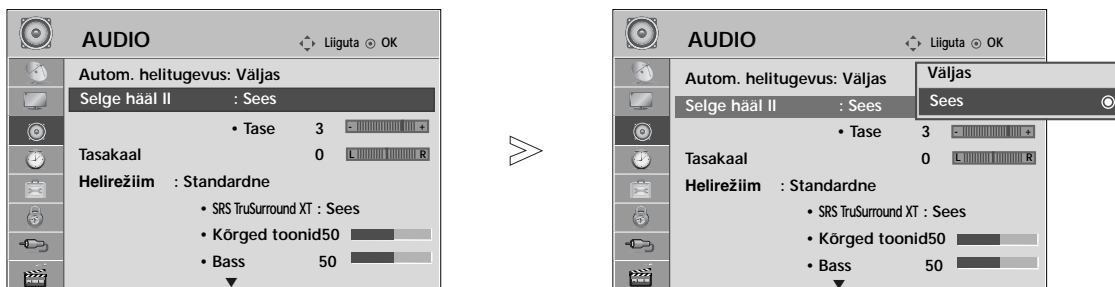 AUDIO
Liiguta OK
Autom. helitugevus: Väljas
Selge hääl II : Sees
• Tase 3 - +
Tasakaal 0 L R
Helirežiim : Standardne
• SRS TruSurround XT : Sees
• Kõrged toonid50
• Bass 50
AUDIO
Liiguta OK
Autom. helitugevus: Väljas
Väljas
Selge hääl II : Sees
Sees
• Tase 3 - +
Tasakaal 0 L R
Helirežiim : Standardne
• SRS TruSurround XT : Sees
• Kõrged toonid50
• Bass 50